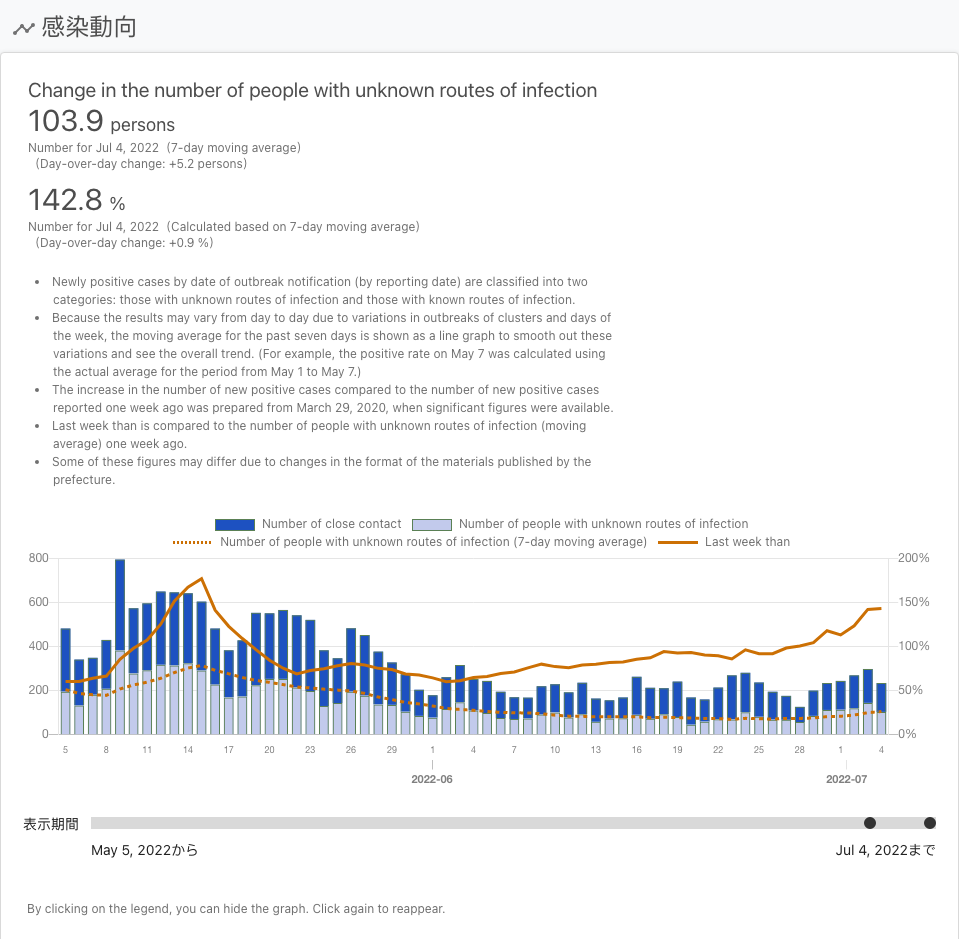 感染動向
Change in the number of people with unknown routes of infection
103.9 persons
Number for Jul 4, 2022 (7-day moving average)
(Day-over-day change: +5.2 persons)
142.8 %
Number for Jul 4, 2022 (Calculated based on 7-day moving average)
(Day-over-day change: +0.9 %)
• Newly positive cases by date of outbreak notification (by reporting date) are classified into two
categories: those with unknown routes of infection and those with known routes of infection.
• Because the results may vary from day to day due to variations in outbreaks of clusters and days of
the week, the moving average for the past seven days is shown as a line graph to smooth out these
variations and see the overall trend. (For example, the positive rate on May 7 was calculated using
the actual average for the period from May 1 to May 7.)
• The increase in the number of new positive cases compared to the number of new positive cases
reported one week ago was prepared from March 29, 2020, when significant figures were available.
• Last week than is compared to the number of people with unknown routes of infection (moving
average) one week ago.
• Some of these figures may differ due to changes in the format of the materials published by the
prefecture.
Number of close contact Number of people with unknown routes of infection
Number of people with unknown routes of infection (7-day moving average) Last week than
800 200%
600 150%
400 100%
200 50%
0 0%
5 8 11 14 17 20 23 26 29 1 4 7 10 13 16 19 22 25 28 1 4
2022-06 2022-07
表示期間
May 5, 2022から Jul 4, 2022まで
By clicking on the legend, you can hide the graph. Click again to reappear.